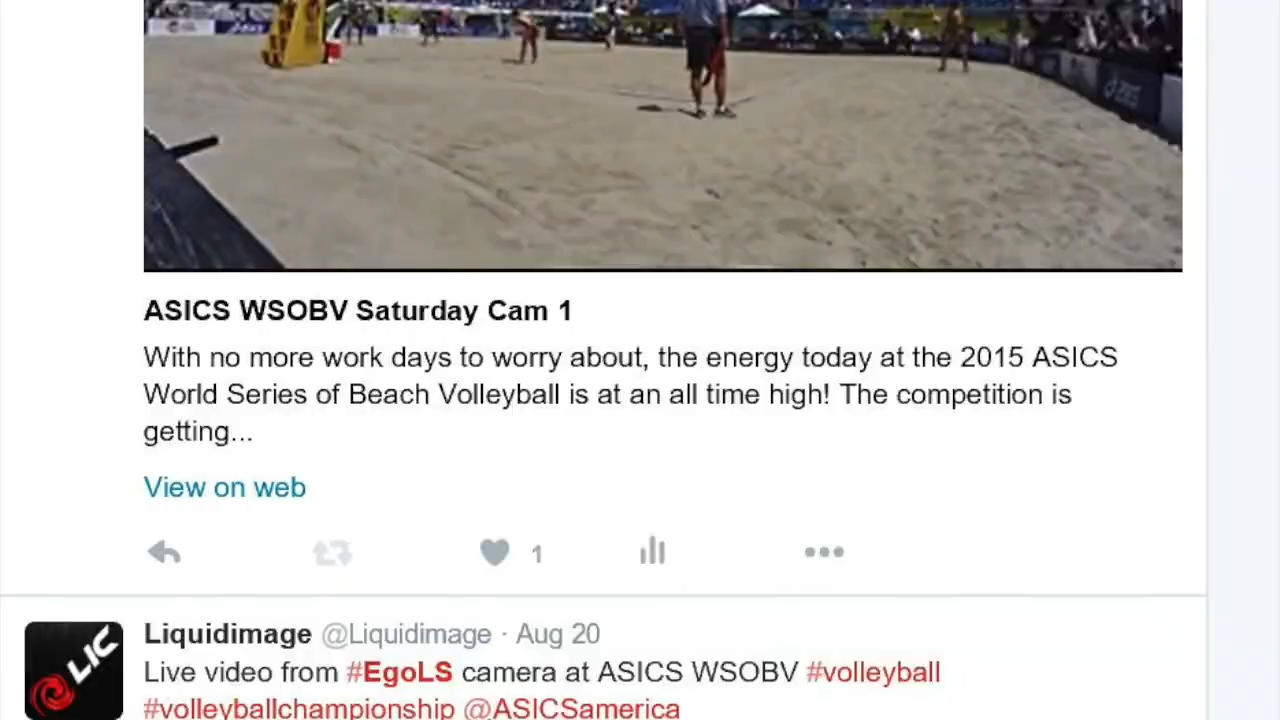 ASICS WSOBV Saturday Cam 1
With no more work days to worry about, the energy today at the 2015 ASICS
World Series of Beach Volleyball is at an all time high! The competition is
getting...
View on web
1
Liquidimage @Liquidimage · Aug 20
LIC
Live video from #EgoLS camera at ASICS WSOBV #volleyball
#volleyballchampionship @ASICSamerica